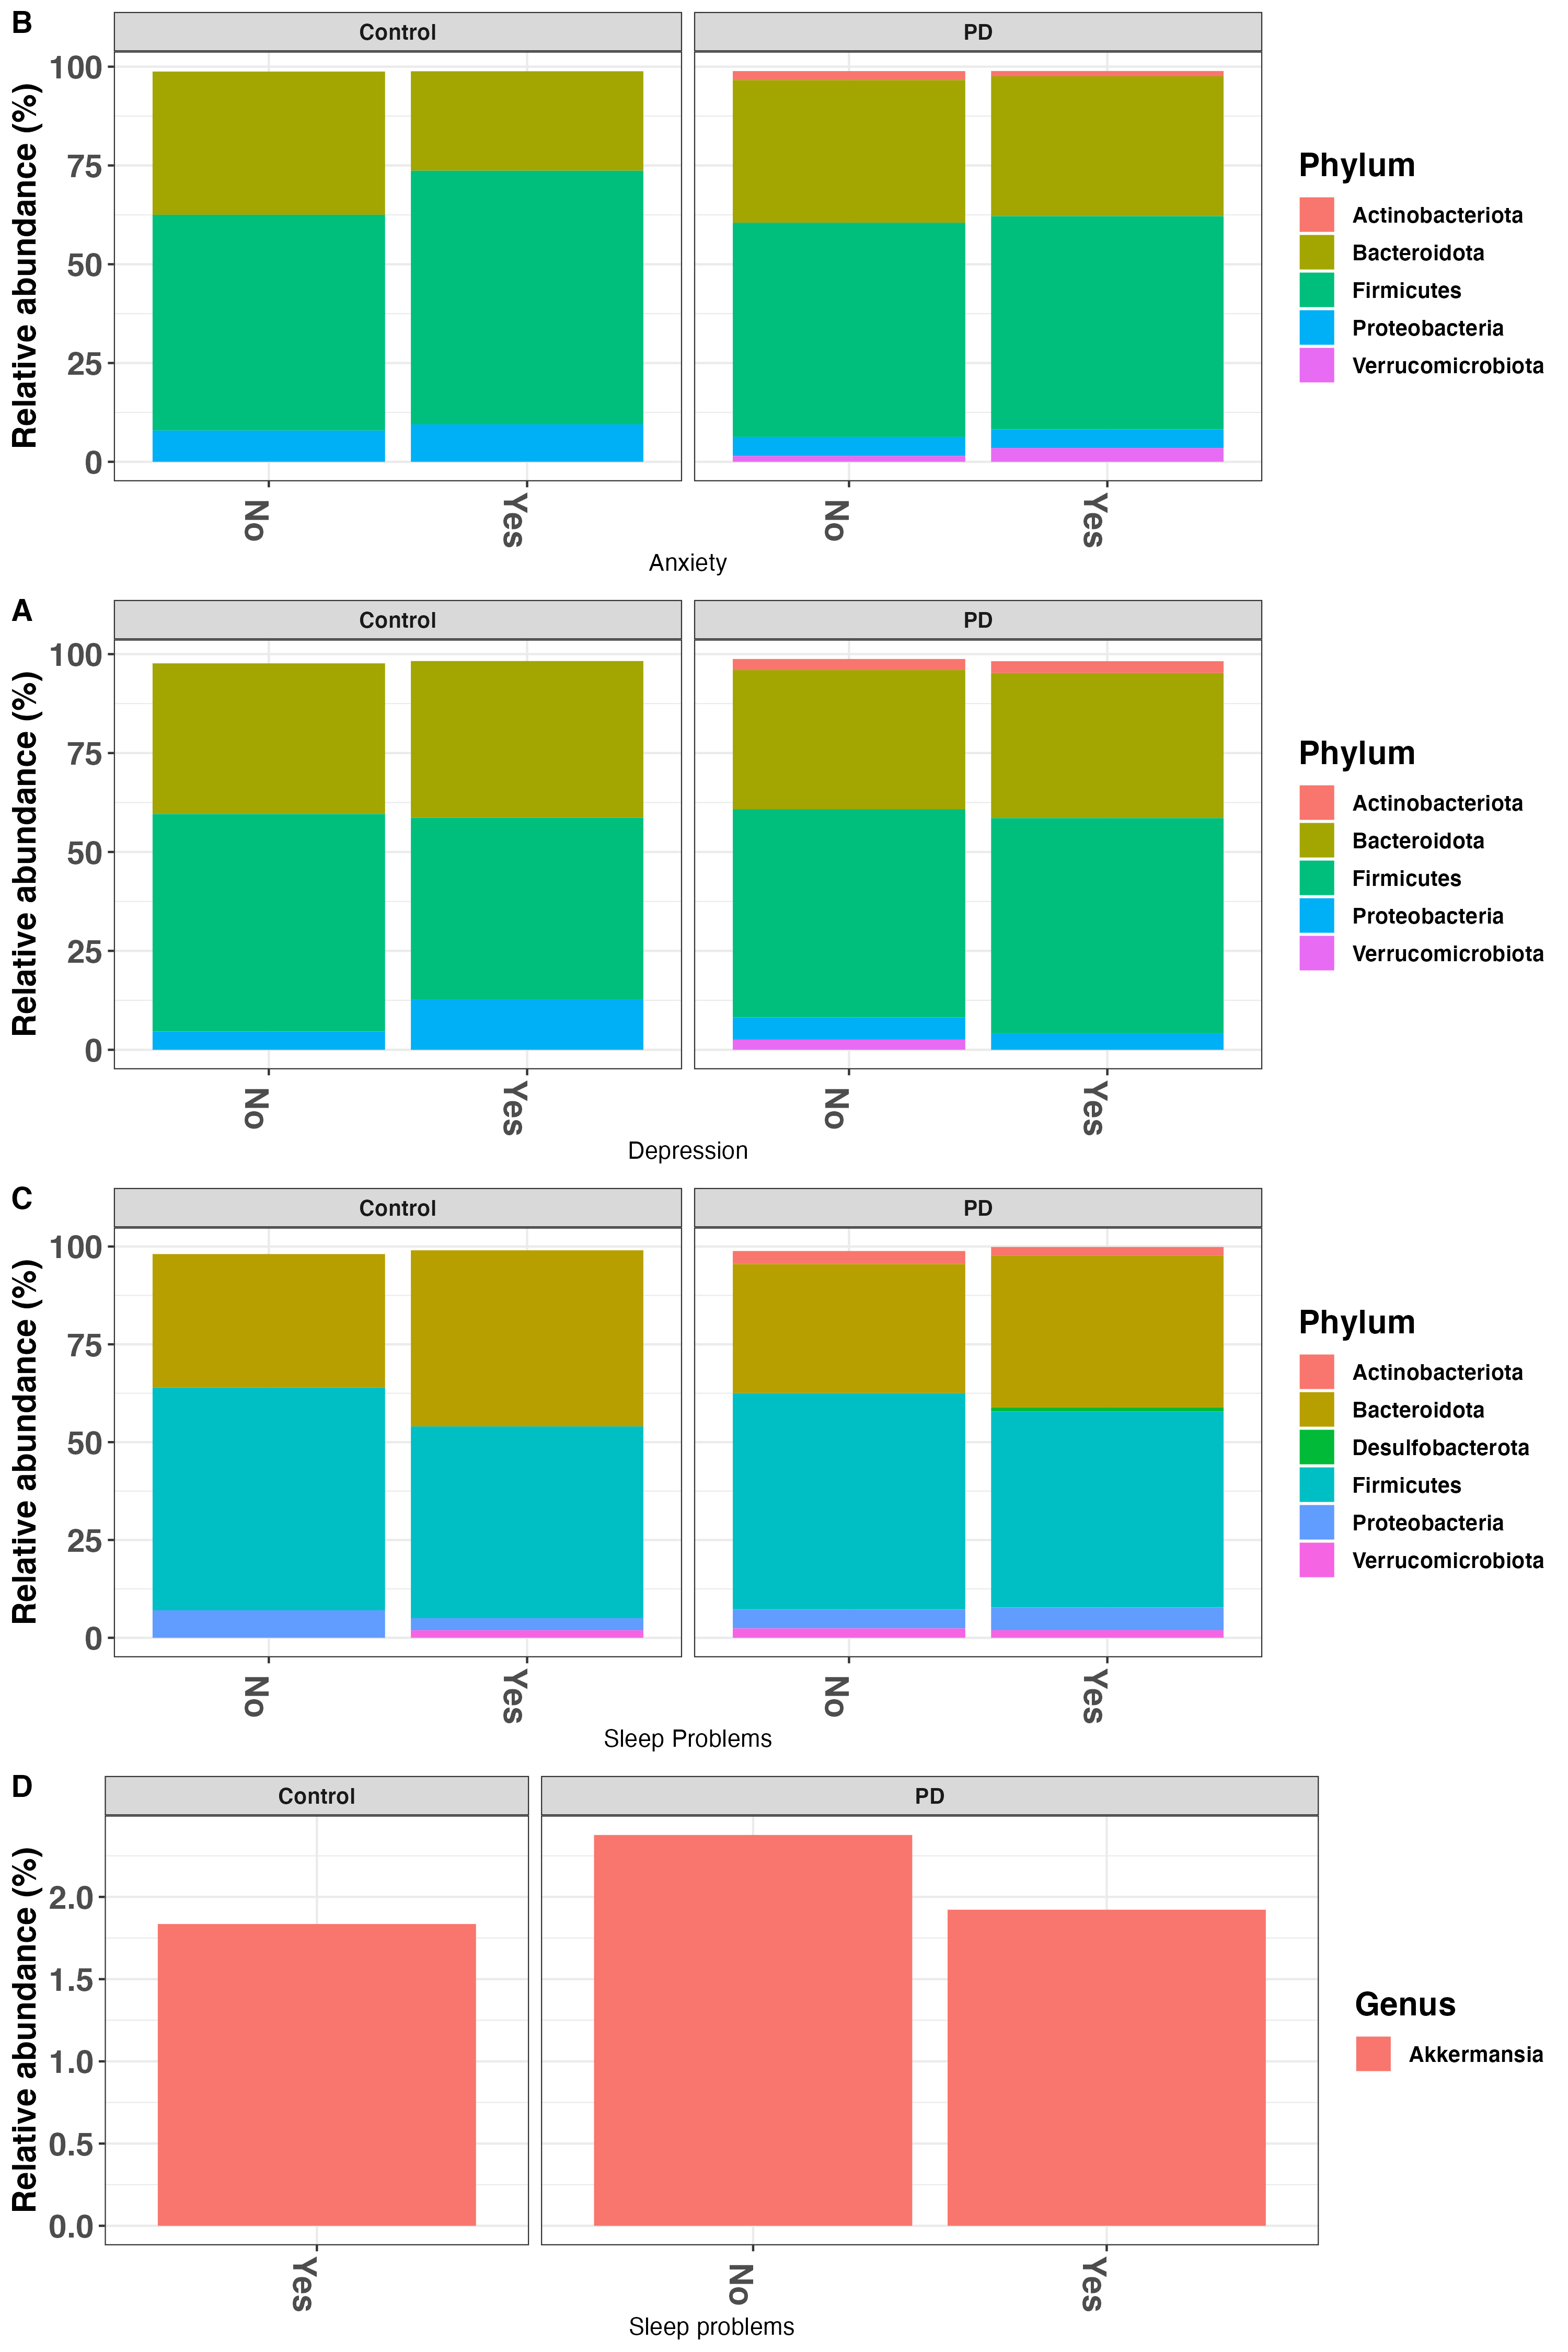 B
Control
PD
Relative abundance (%)
100
75
50
25
0
No
Yes
No
Yes
Anxiety
Phylum
Actinobacteriota
Bacteroidota
Firmicutes
Proteobacteria
Verrucomicrobiota
A
Control
PD
Relative abundance (%)
100
75
50
25
0
No
Yes
No
Yes
Depression
Phylum
Actinobacteriota
Bacteroidota
Firmicutes
Proteobacteria
Verrucomicrobiota
C
Control
PD
Relative abundance (%)
100
75
50
25
0
No
Yes
No
Yes
Sleep Problems
Phylum
Actinobacteriota
Bacteroidota
Desulfobacterota
Firmicutes
Proteobacteria
Verrucomicrobiota
D
Control
PD
Relative abundance (%)
2.0
1.5
1.0
0.5
0.0
Yes
No
Yes
Sleep problems
Genus
Akkermansia